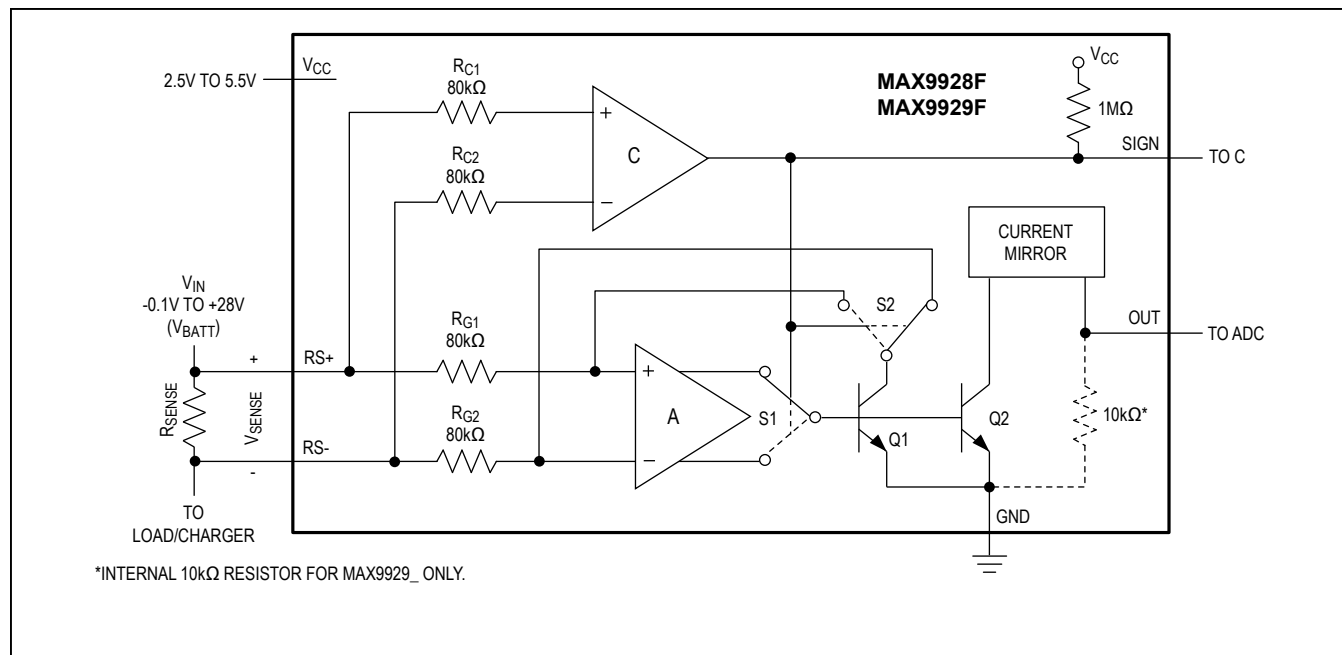 2.5V TO 5.5V
VCC
RC1
80kΩ
+
RC2
80kΩ
−
C
MAX9928F
MAX9929F
VCC
1MΩ
SIGN
TO C
CURRENT
MIRROR
VIN
-0.1V TO +28V
(VBATT)
+
RSENSE
VSENSE
-
RS+
RS-
RG1
80kΩ
+
RG2
80kΩ
−
A
S1
S2
Q1
Q2
OUT
TO ADC
10kΩ*
GND
TO
LOAD/CHARGER
*INTERNAL 10kΩ RESISTOR FOR MAX9929_ ONLY.